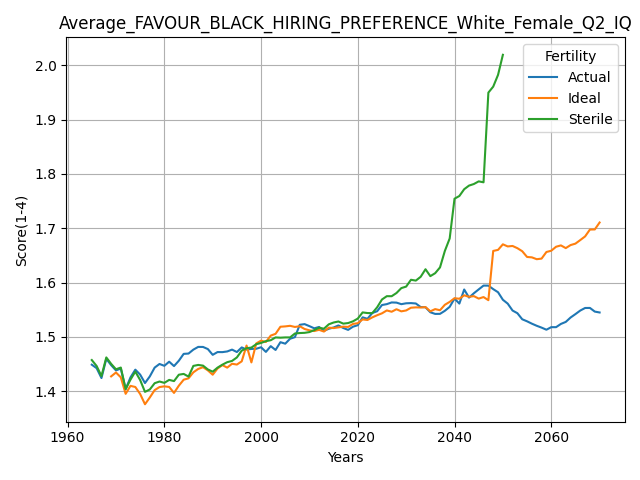 Average_FAVOUR_BLACK_HIRING_PREFERENCE_White_Female_Q2_IQ
Fertility
Actual
Ideal
Sterile
Score(1-4)
2.0
1.9
1.8
1.7
1.6
1.5
1.4
1960
1980
2000
2020
2040
2060
Years